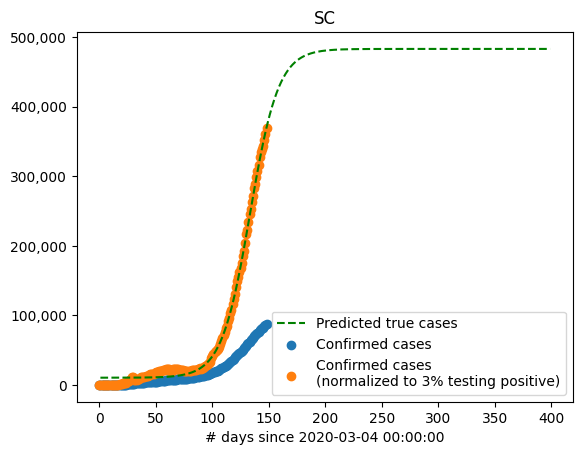 SC
500,000
400,000
300,000
200,000
100,000
0
Predicted true cases
Confirmed cases
Confirmed cases
(normalized to 3% testing positive)
0 50 100 150 200 250 300 350 400
# days since 2020-03-04 00:00:00